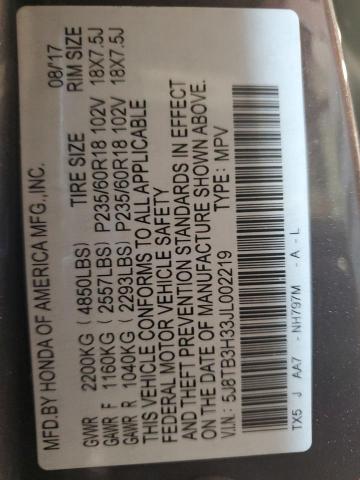 MFD.BY HONDA OF AMERICA MFG.,INC. 08/17
TIRE SIZE RIM SIZE
GVWR 2200KG ( 4850LBS)
GAWR F 1160KG ( 2557LBS) P235/60R18 102V 18X7.5J
GAWR R 1040KG ( 2293LBS) P235/60R18 102V 18X7.5J
THIS VEHICLE CONFORMS TO ALL APPLICABLE
FEDERAL MOTOR VEHICLE SAFETY
AND THEFT PREVENTION STANDARDS IN EFFECT
ON THE DATE OF MANUFACTURE SHOWN ABOVE.
V.I.N.: 5J8TB3H33JL002219 TYPE: MPV
TX5 J AA7 -NH797M -A-L